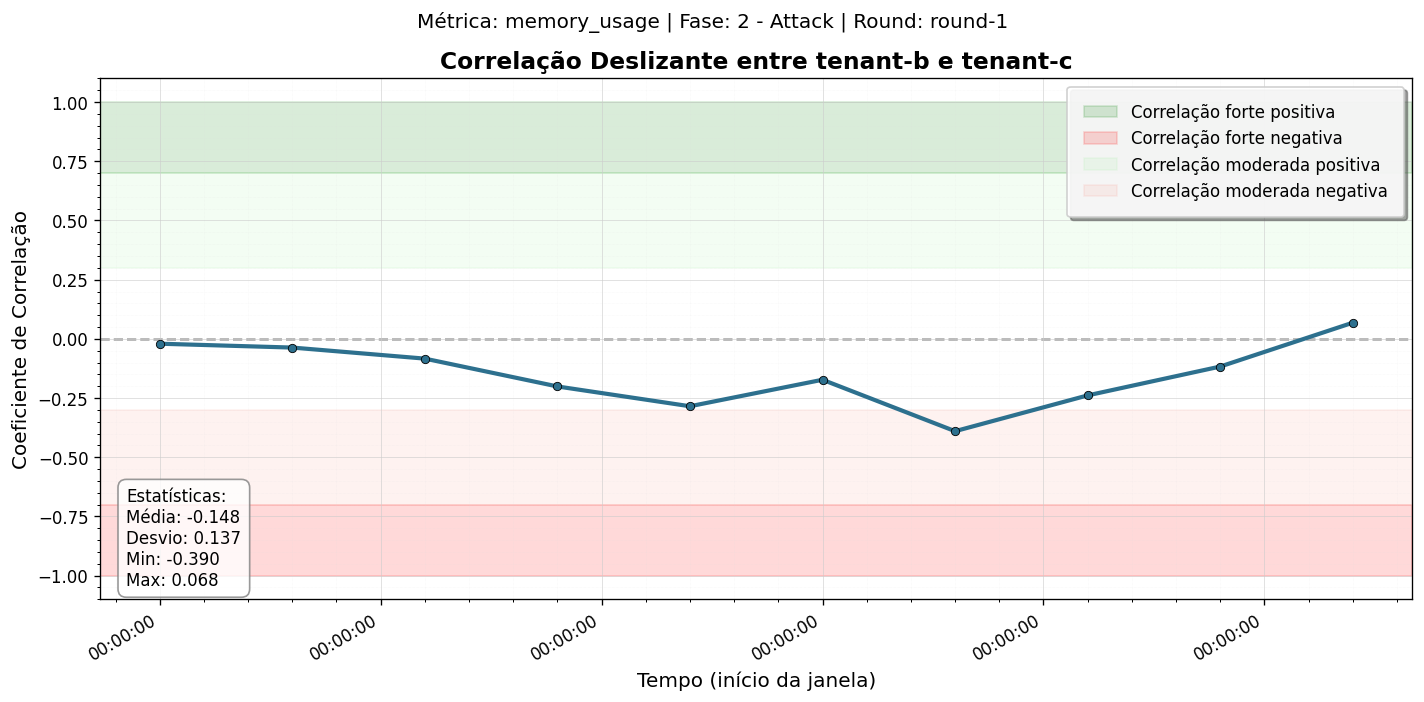 Métrica: memory_usage | Fase: 2 - Attack | Round: round-1
Correlação Deslizante entre tenant-b e tenant-c
Coeficiente de Correlação
1.00
0.75
0.50
0.25
0.00
−0.25
−0.50
−0.75
−1.00
Correlação forte positiva
Correlação forte negativa
Correlação moderada positiva
Correlação moderada negativa
Estatísticas:
Média: -0.148
Desvio: 0.137
Min: -0.390
Max: 0.068
00:00:00
00:00:00
00:00:00
00:00:00
00:00:00
00:00:00
Tempo (início da janela)